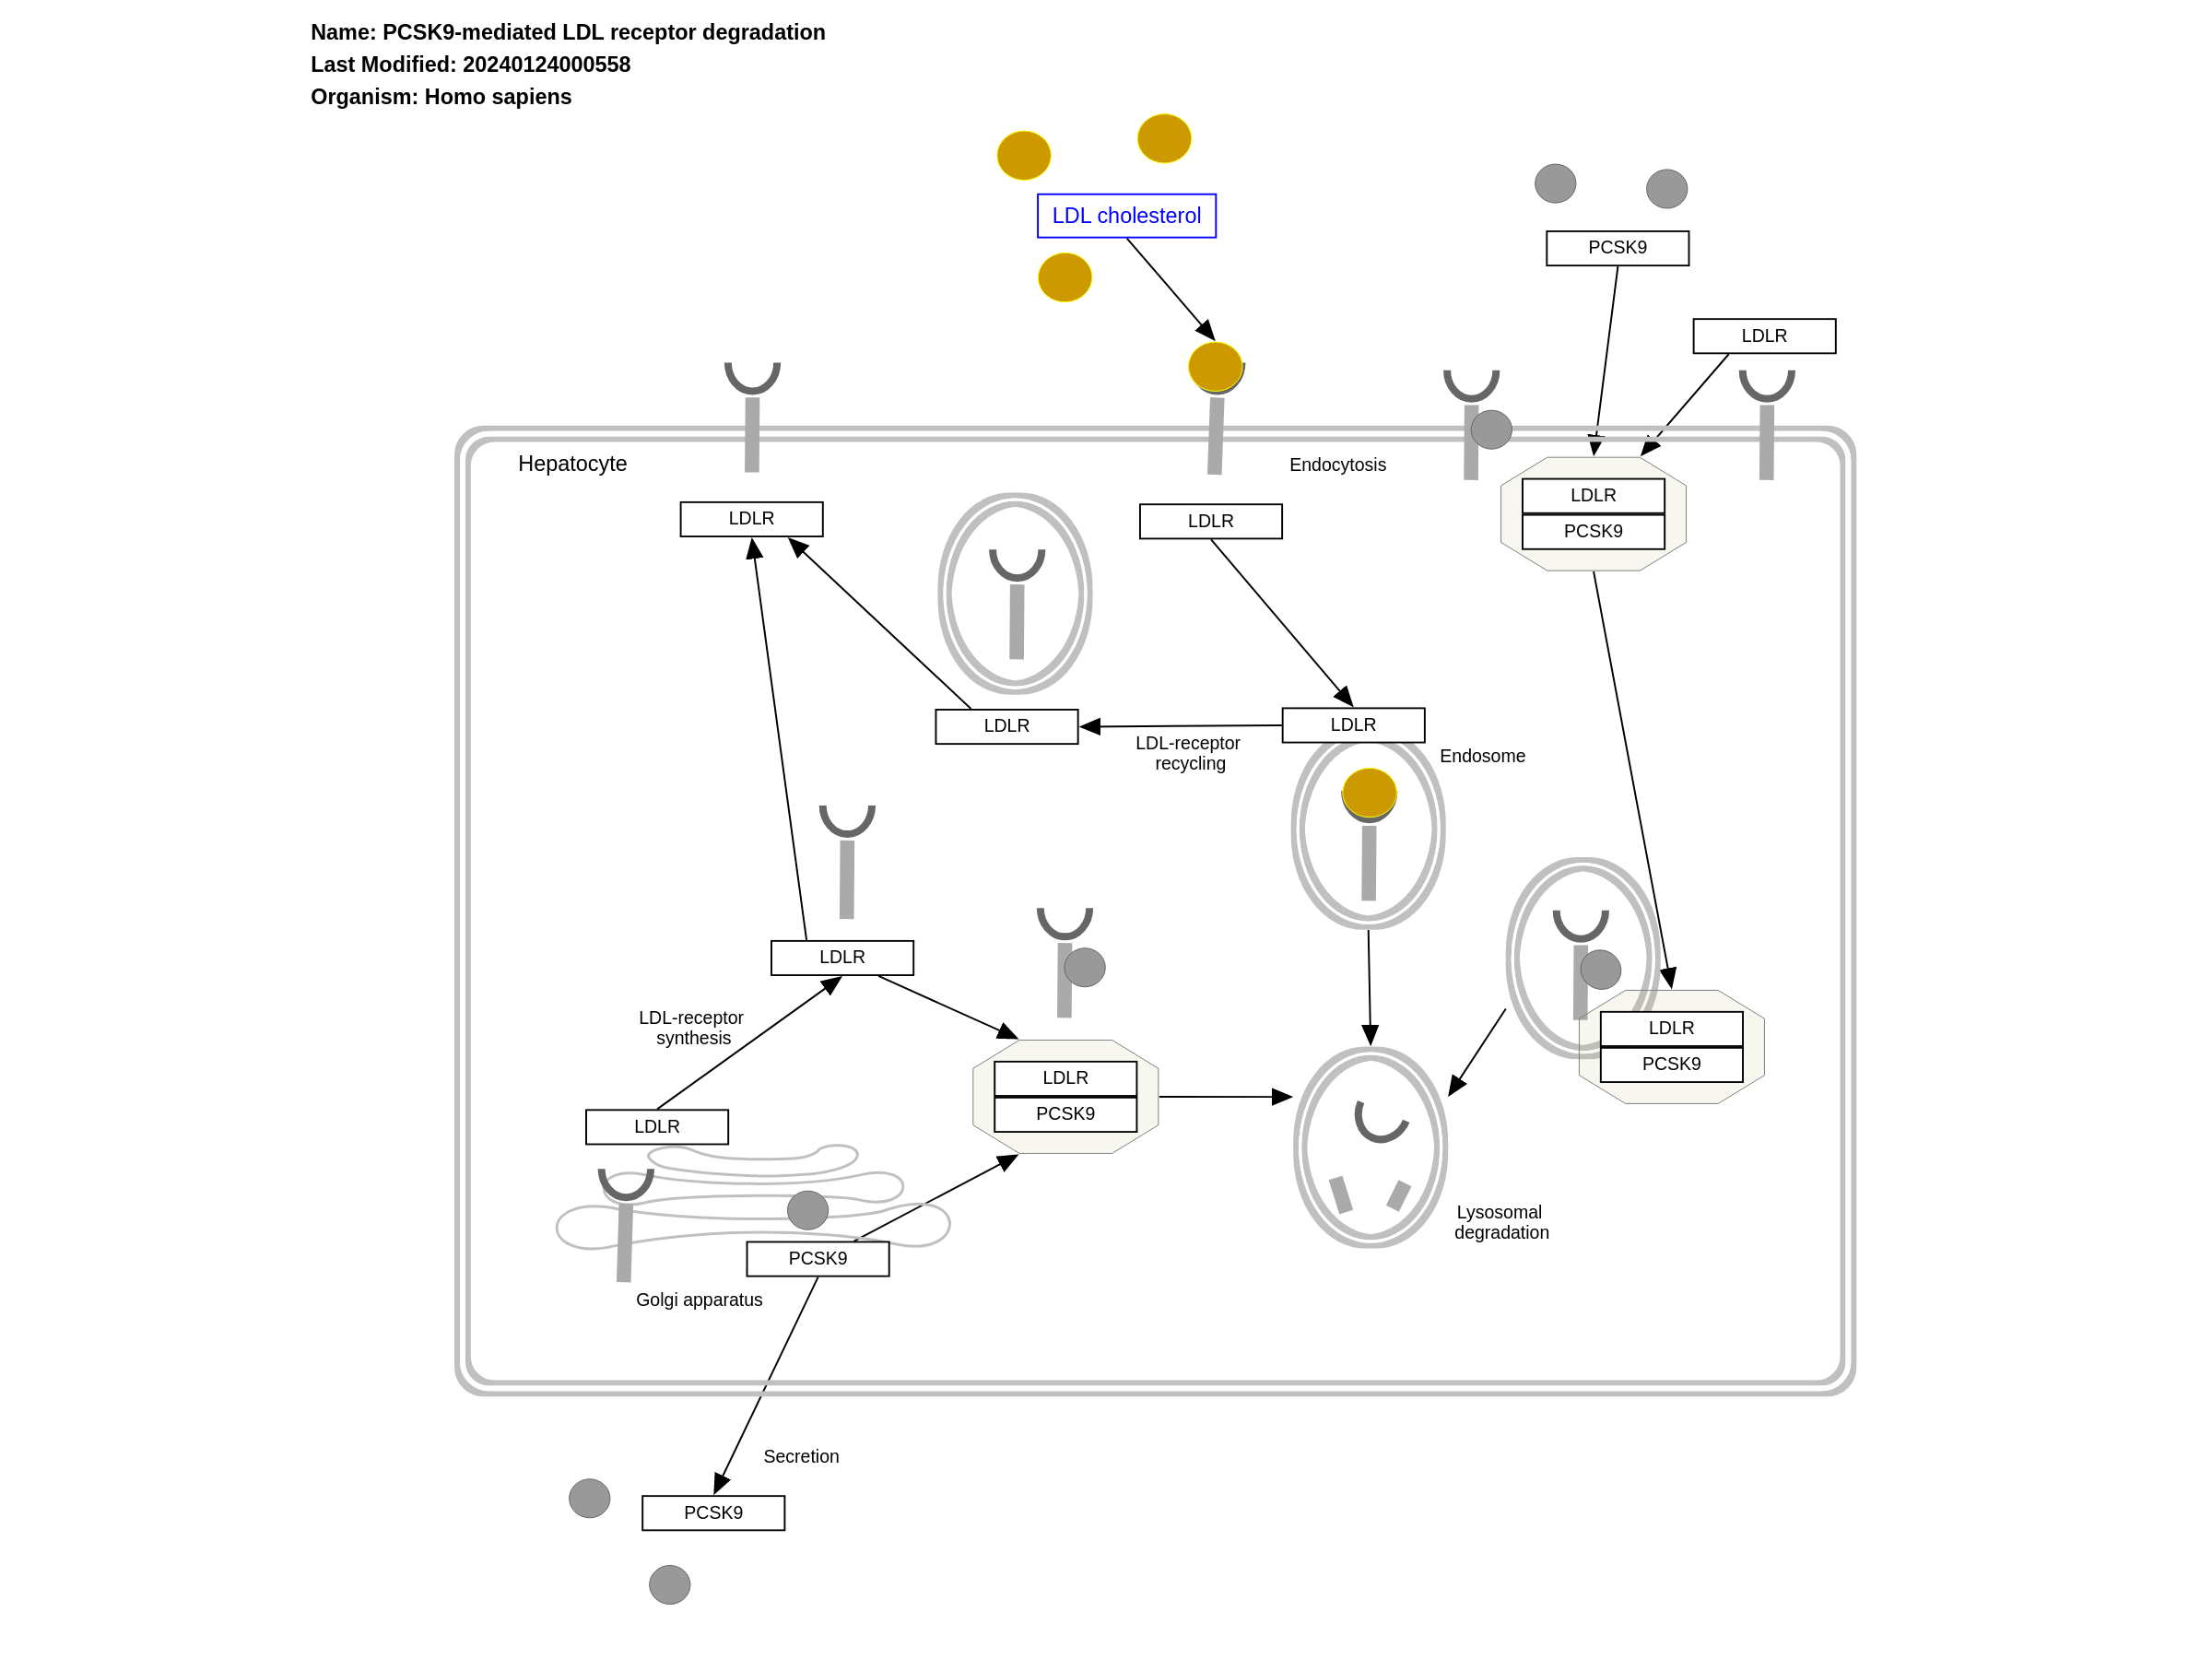 Name: PCSK9-mediated LDL receptor degradation
Last Modified: 20240124000558
Organism: Homo sapiens
LDL cholesterol
PCSK9
LDLR
Hepatocyte
Endocytosis
LDLR
PCSK9
LDLR
LDLR
LDLR
LDLR
LDL-receptor
recycling
Endosome
LDLR
LDL-receptor
synthesis
LDLR
PCSK9
LDLR
PCSK9
LDLR
PCSK9
Golgi apparatus
Lysosomal
degradation
Secretion
PCSK9